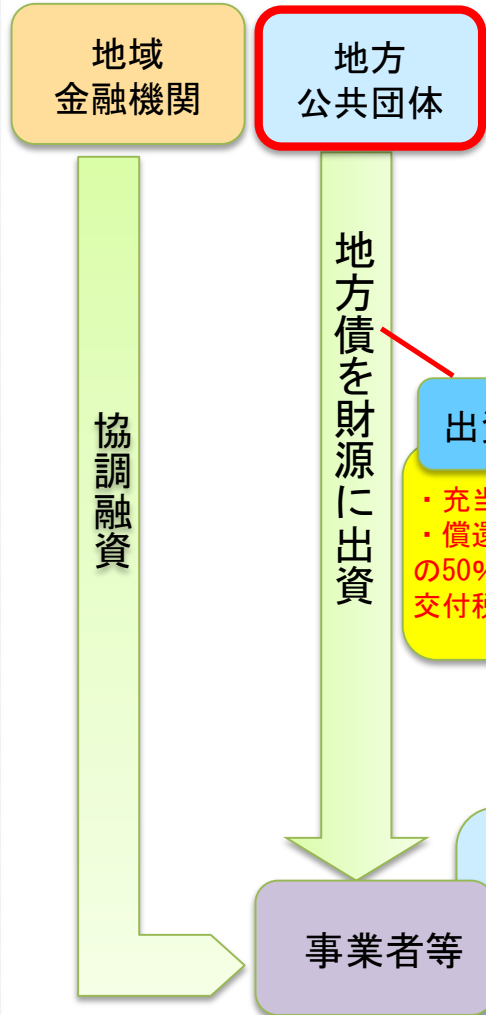 地域
金融機関
地方
公共団体
地方債を財源に出資
協調融資
出
・充当
・償還
の50%
交付税
事業者等